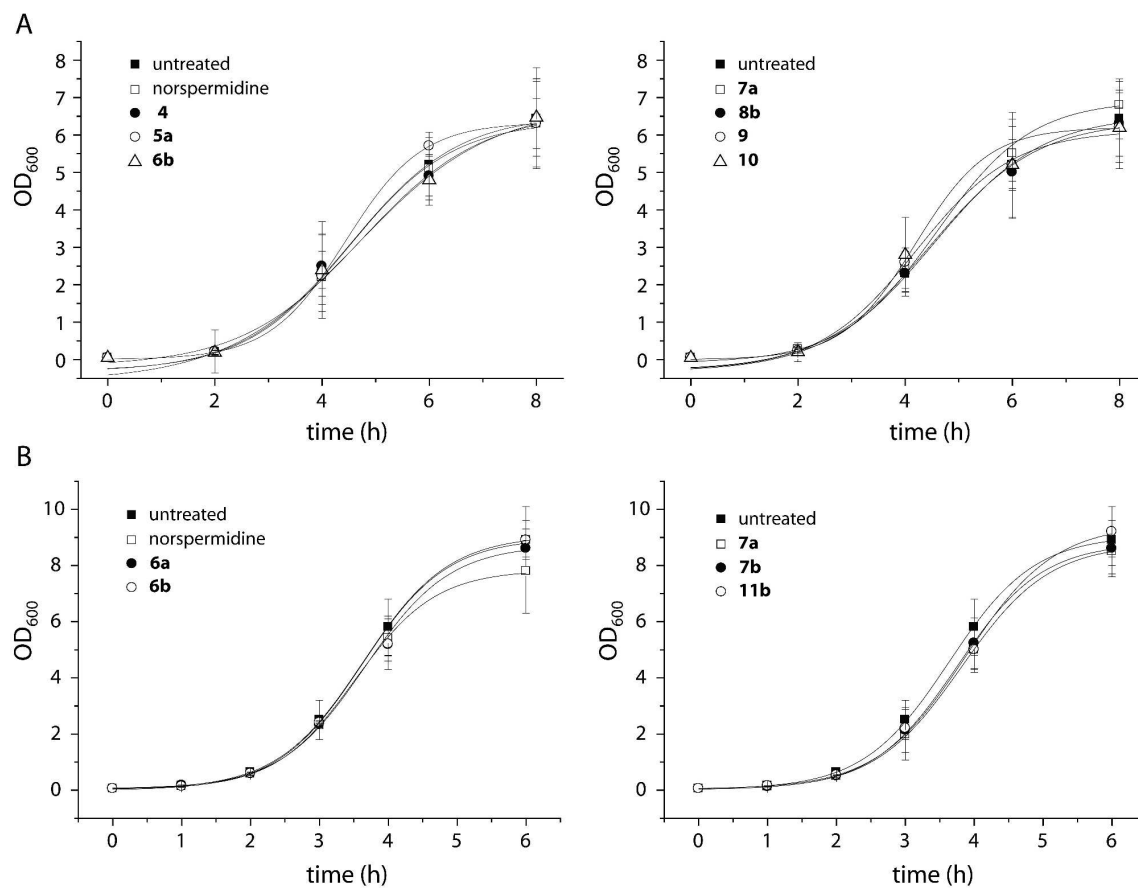 A
untreated
norspermidine
4
5a
6b
8
7
6
5
4
3
2
1
0
OD600
0 2 4 6 8
time (h)
untreated
7a
8b
9
10
8
7
6
5
4
3
2
1
0
OD600
0 2 4 6 8
time (h)
B
untreated
norspermidine
6a
6b
10
8
6
4
2
0
OD600
0 1 2 3 4 5 6
time (h)
untreated
7a
7b
11b
10
8
6
4
2
0
OD600
0 1 2 3 4 5 6
time (h)